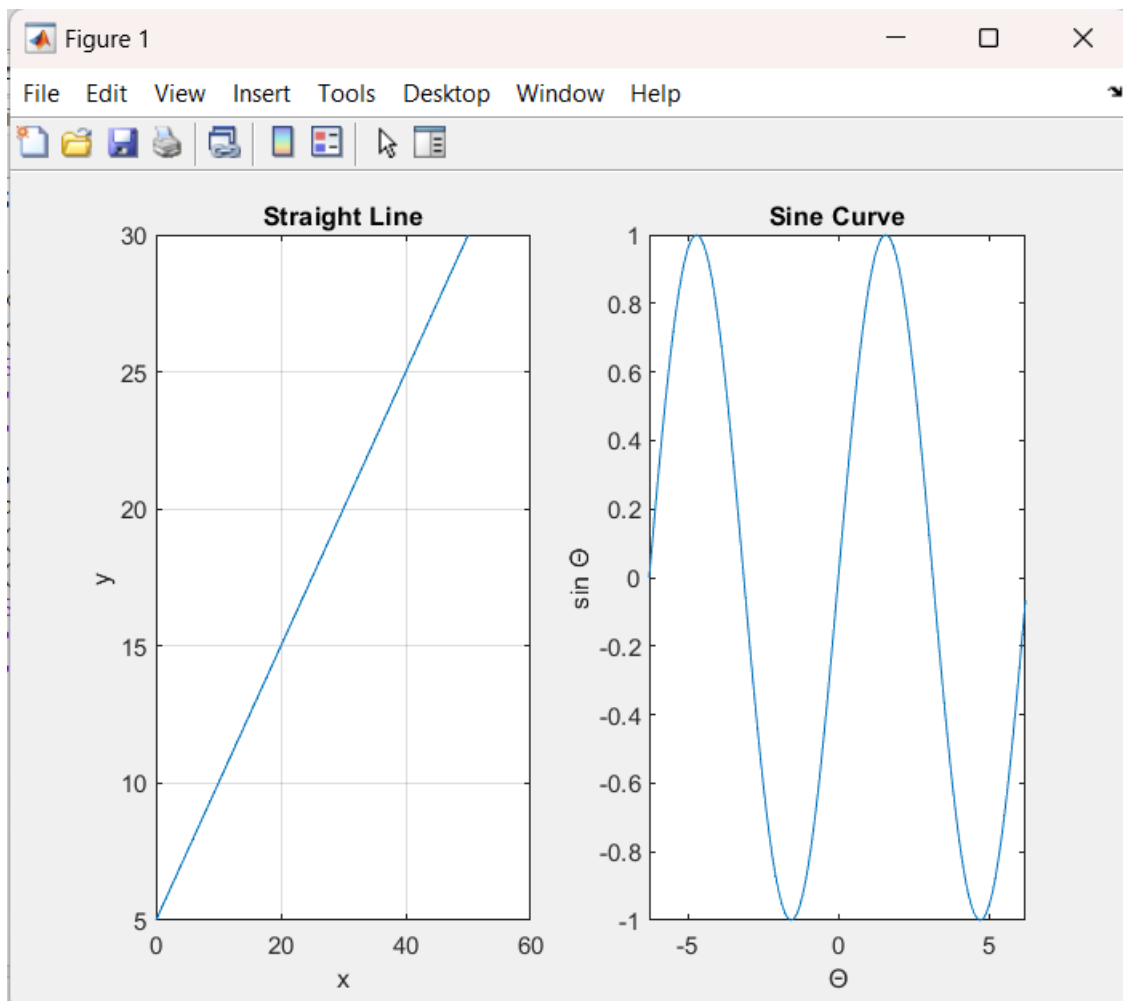 Figure 1
File Edit View Insert Tools Desktop Window Help
Straight Line
30
25
20
15
10
5
y
0 20 40 60
x
Sine Curve
1
0.8
0.6
0.4
0.2
0
-0.2
-0.4
-0.6
-0.8
-1
sin Θ
-5 0 5
Θ